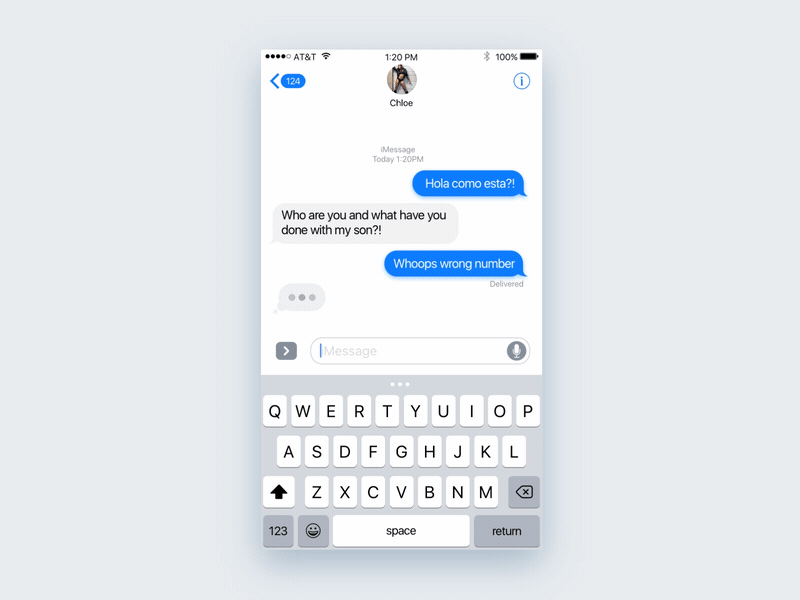 AT&T 1:20 PM 100%
124
i
Chloe
iMessage
Today 1:20PM
Hola como esta?!
Who are you and what have you
done with my son?!
Whoops wrong number
Delivered
iMessage
Q W E R T Y U I O P
A S D F G H J K L
Z X C V B N M
123 space return